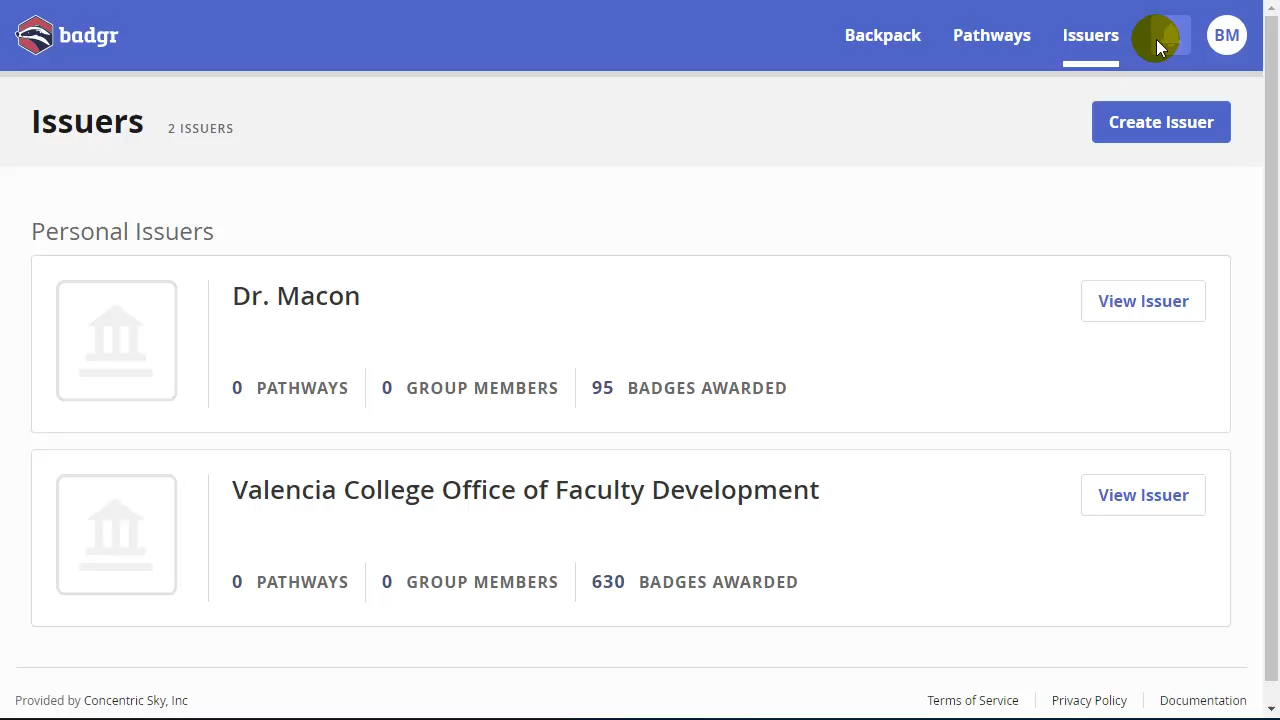 badgr
Backpack Pathways Issuers BM
Issuers 2 ISSUERS Create Issuer
Personal Issuers
Dr. Macon View Issuer
0 PATHWAYS 0 GROUP MEMBERS 95 BADGES AWARDED
Valencia College Office of Faculty Development View Issuer
0 PATHWAYS 0 GROUP MEMBERS 630 BADGES AWARDED
Provided by Concentric Sky, Inc Terms of Service Privacy Policy Documentation